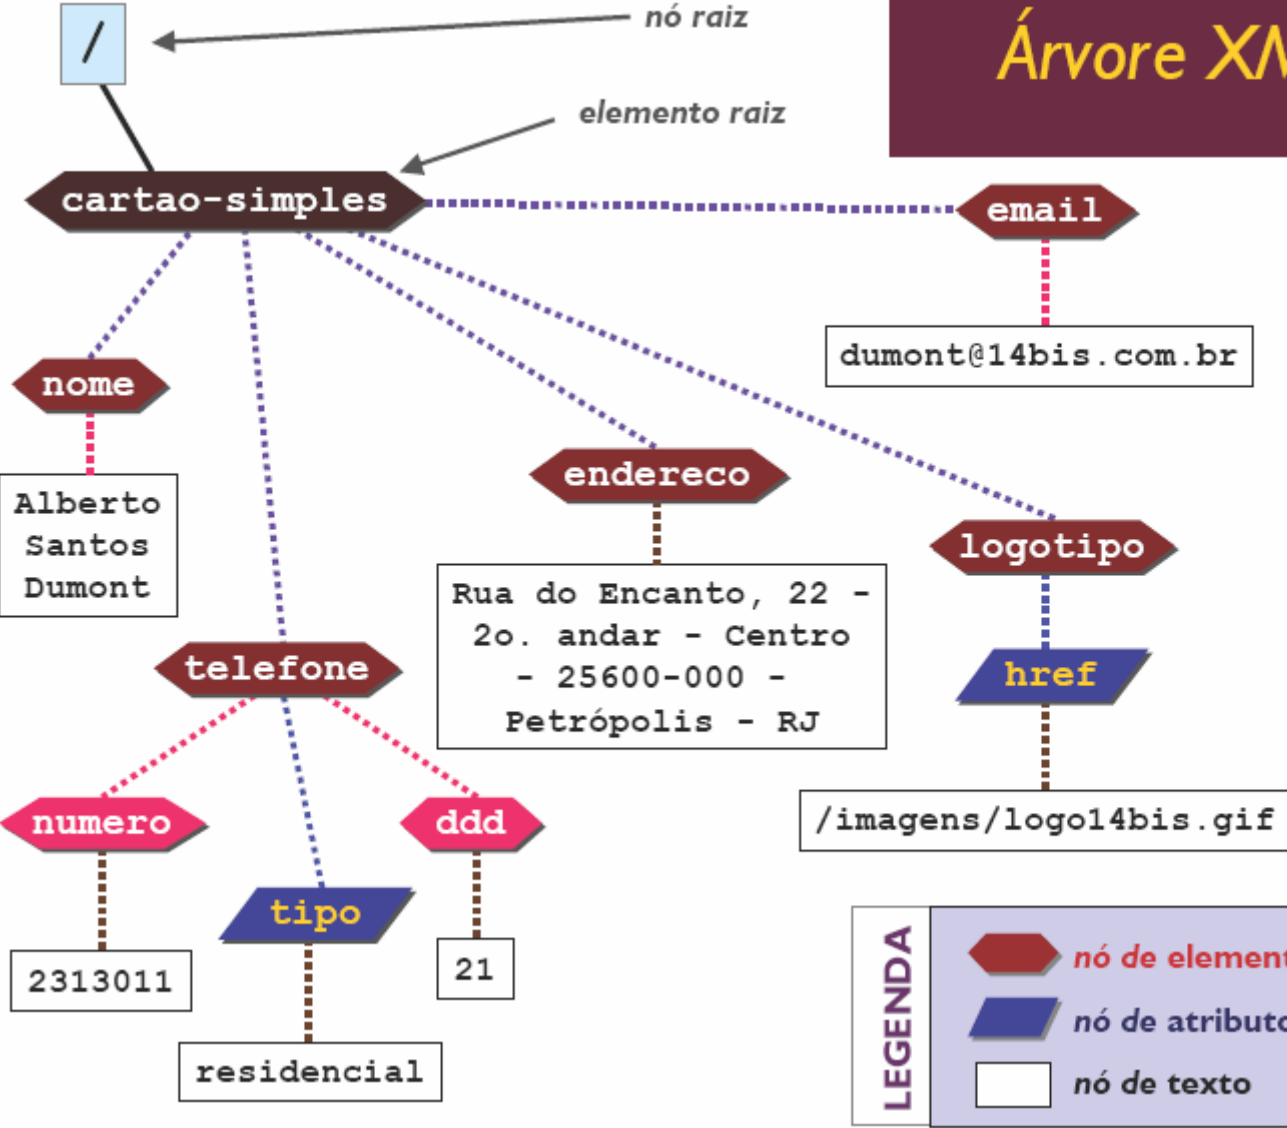 /
nó raiz
Árvore
elemento raiz
cartao-simples
email
dumont@14bis.com.br
nome
Alberto
Santos
Dumont
endereco
Rua do Encanto, 22 -
2o. andar - Centro
- 25600-000 -
Petrópolis - RJ
logotipo
href
/imagens/logo14bis.gif
telefone
numero
ddd
tipo
2313011
21
residencial
LEGENDA
nó de element
nó de atributo
nó de texto